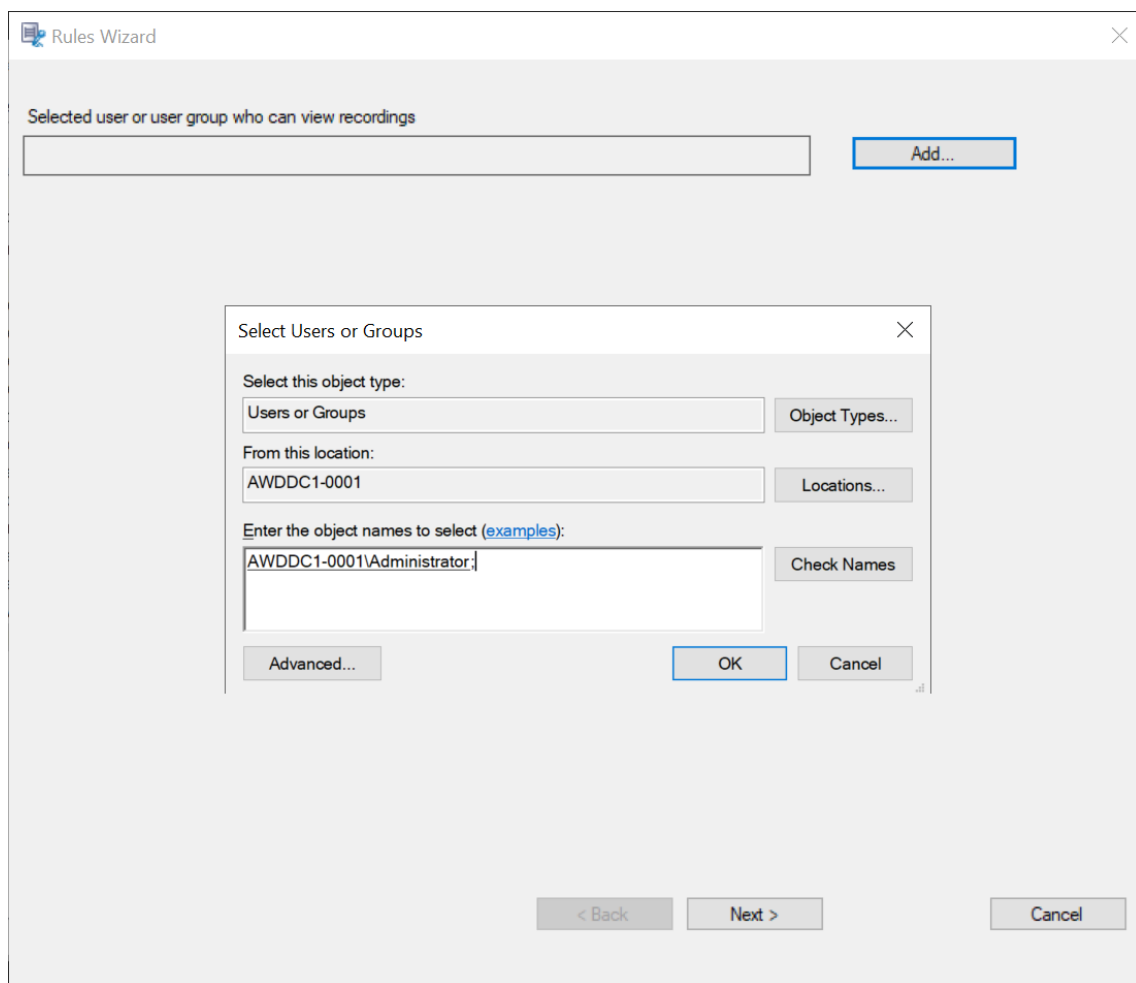 Rules Wizard
Selected user or user group who can view recordings
Add...
Select Users or Groups
Select this object type:
Users or Groups
Object Types...
From this location:
AWDDC1-0001
Locations...
Enter the object names to select (examples):
AWDDC1-0001\Administrator;
Check Names
Advanced...
OK
Cancel
< Back
Next >
Cancel